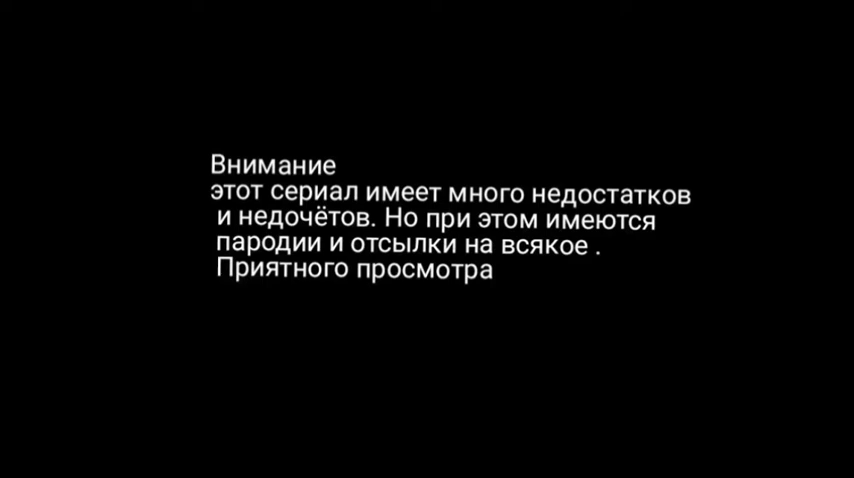 Внимание
этот сериал имеет много недостатков
и недочётов. Но при этом имеются
пародии и отсылки на всякое .
Приятного просмотра